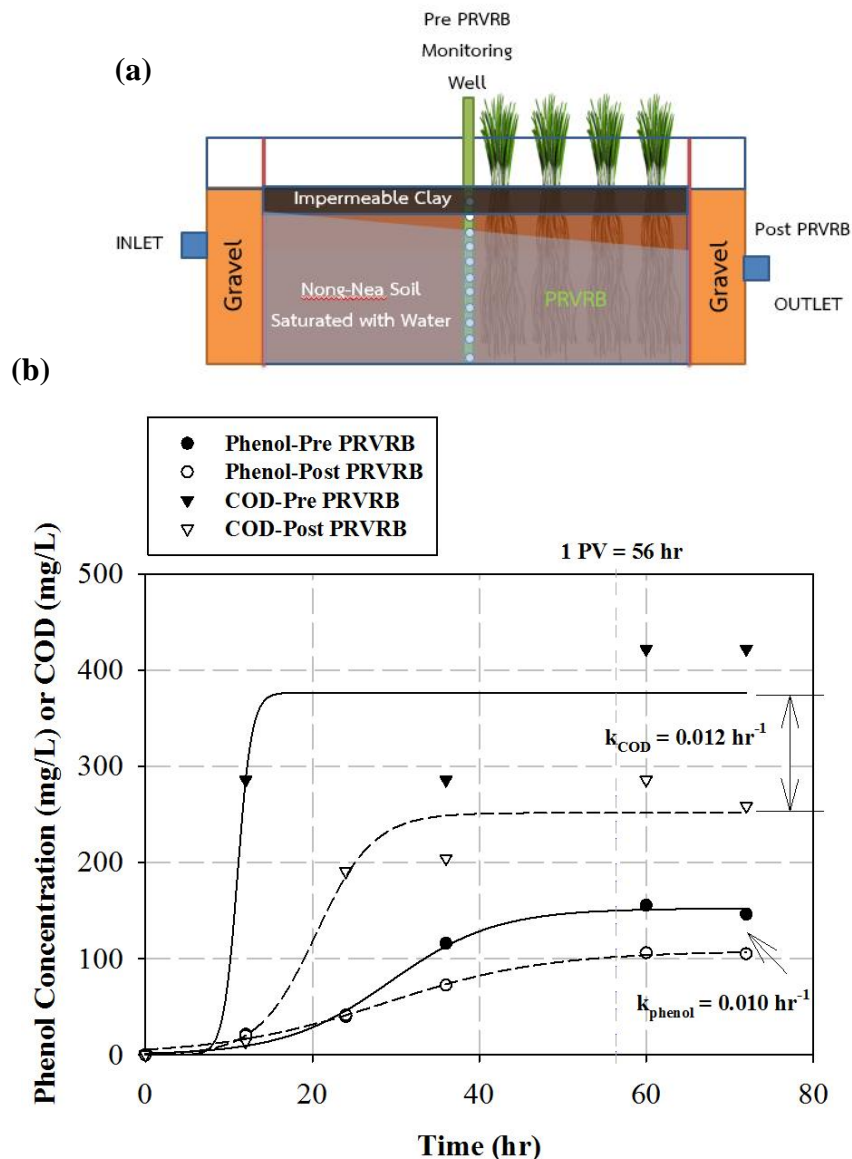 (a)
Pre PRVRB
Monitoring
Well
Impermeable Clay
INLET
Gravel
Nong-Nea Soil
Saturated with Water
PRVRB
Gravel
Post PRVRB
OUTLET
(b)
Phenol-Pre PRVRB
Phenol-Post PRVRB
COD-Pre PRVRB
COD-Post PRVRB
1 PV = 56 hr
Phenol Concentration (mg/L) or COD (mg/L)
500
400
300
200
100
0
k_COD = 0.012 hr^-1
k_phenol = 0.010 hr^-1
0
20
40
60
80
Time (hr)